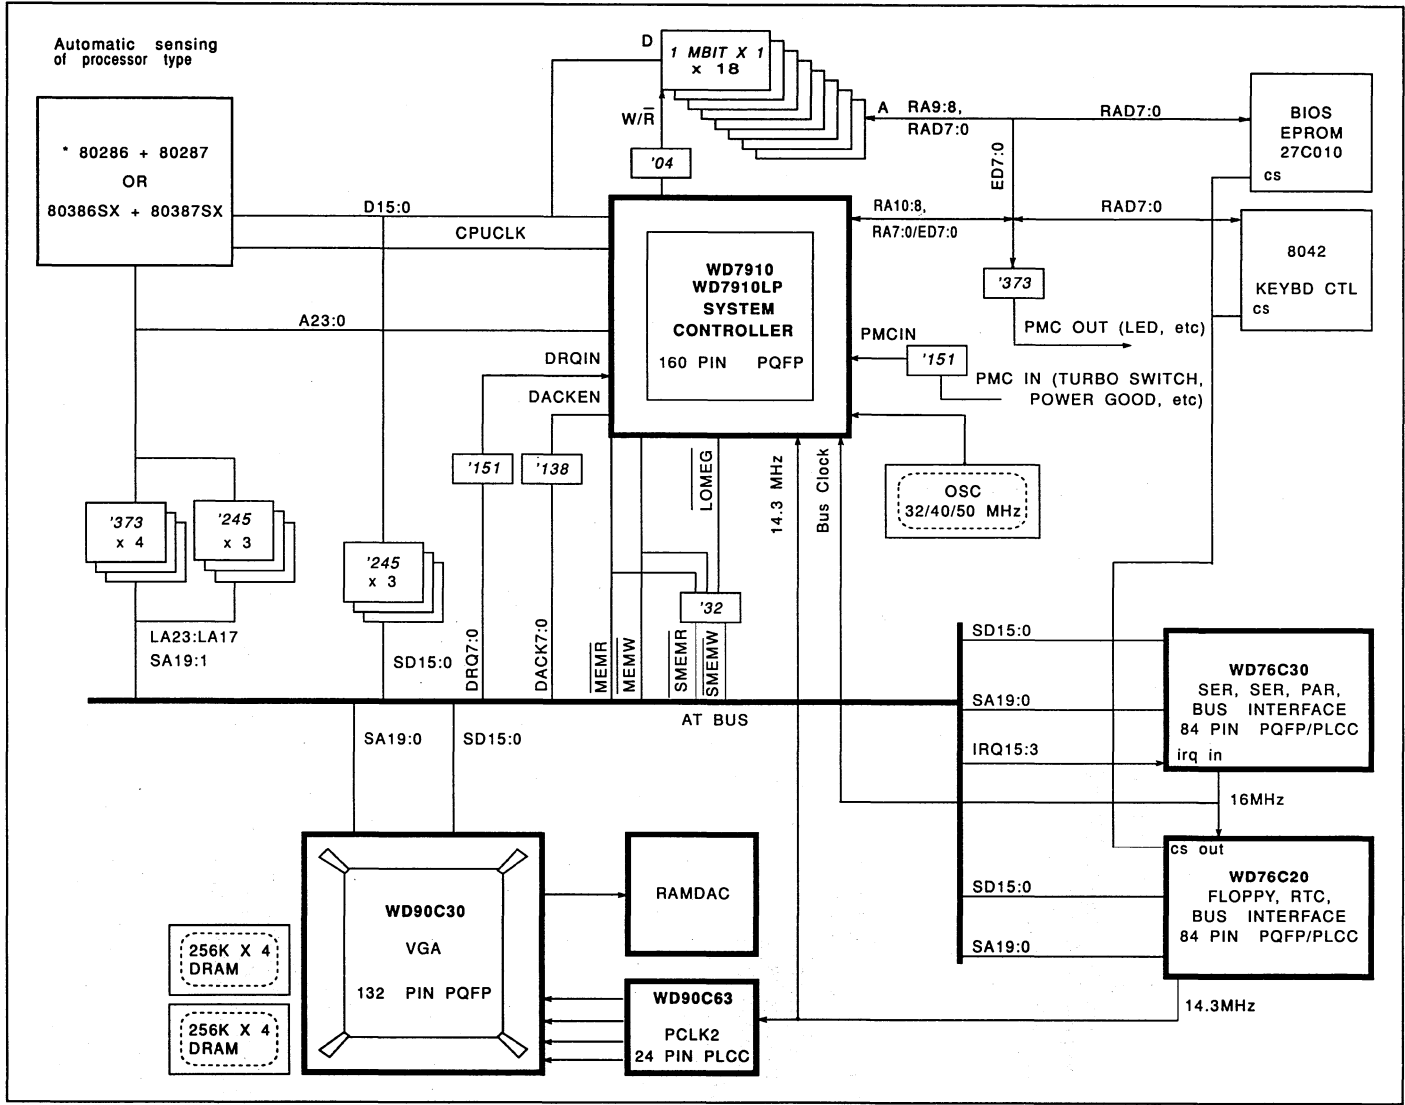 Automatic sensing
of processor type
* 80286 + 80287
OR
80386SX + 80387SX
D
1 MBIT X 1
x 18
W/R̅
'04
A
RA9:8,
RAD7:0
RAD7:0
BIOS
EPROM
27C010
cs
ED7:0
D15:0
CPUCLK
A23:0
RA10:8,
RA7:0/ED7:0
RAD7:0
8042
KEYBD CTL
cs
WD7910
WD7910LP
SYSTEM
CONTROLLER
160 PIN PQFP
'373
PMC OUT (LED, etc)
PMCIN
'151
PMC IN (TURBO SWITCH,
POWER GOOD, etc)
DRQIN
DACKEN
'151
'138
LOMEG
14.3 MHz
Bus Clock
OSC
32/40/50 MHz
'373
x 4
'245
x 3
'245
x 3
'32
LA23:LA17
SA19:1
SD15:0
DRQ7:0
DACK7:0
MEMR
MEMW
SMEMR
SMEMW
AT BUS
SD15:0
SA19:0
IRQ15:3
WD76C30
SER, SER, PAR,
BUS INTERFACE
84 PIN PQFP/PLCC
irq in
16MHz
cs out
WD76C20
FLOPPY, RTC,
BUS INTERFACE
84 PIN PQFP/PLCC
SD15:0
SA19:0
14.3MHz
SA19:0
SD15:0
WD90C30
VGA
132 PIN PQFP
RAMDAC
256K X 4
DRAM
256K X 4
DRAM
WD90C63
PCLK2
24 PIN PLCC